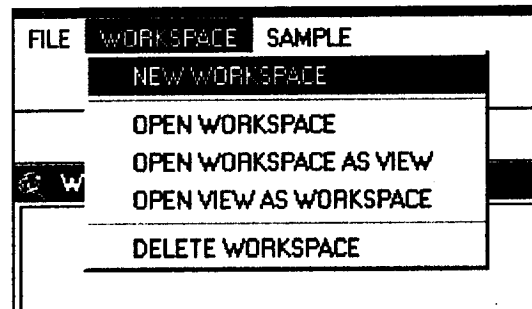 FILE WORKSPACE SAMPLE
NEW WORKSPACE
OPEN WORKSPACE
OPEN WORKSPACE AS VIEW
W
OPEN VIEW AS WORKSPACE
DELETE WORKSPACE